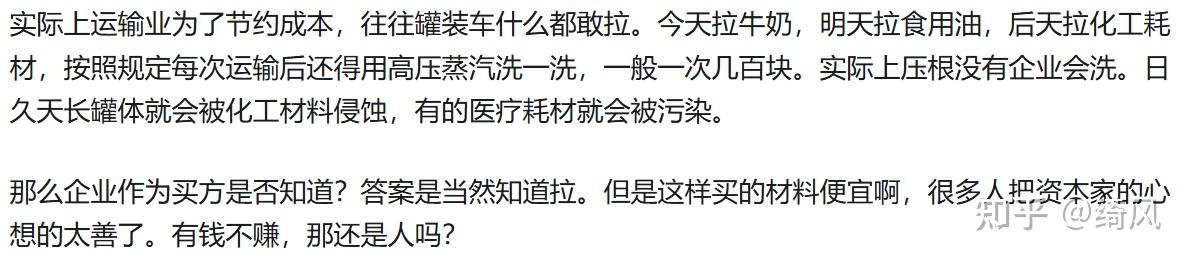 实际上运输业为了节约成本，往往罐装车什么都敢拉。今天拉牛奶，明天拉食用油，后天拉化工耗
材，按照规定每次运输后还得用高压蒸汽洗一洗，一般一次几百块。实际上压根没有企业会洗。日
久天长罐体就会被化工材料侵蚀，有的医疗耗材就会被污染。
那么企业作为买方是否知道？答案是当然知道拉。但是这样买的材料便宜啊，很多人把资本家的心
想的太善了。有钱不赚，那还是人吗？
知乎 @绮风